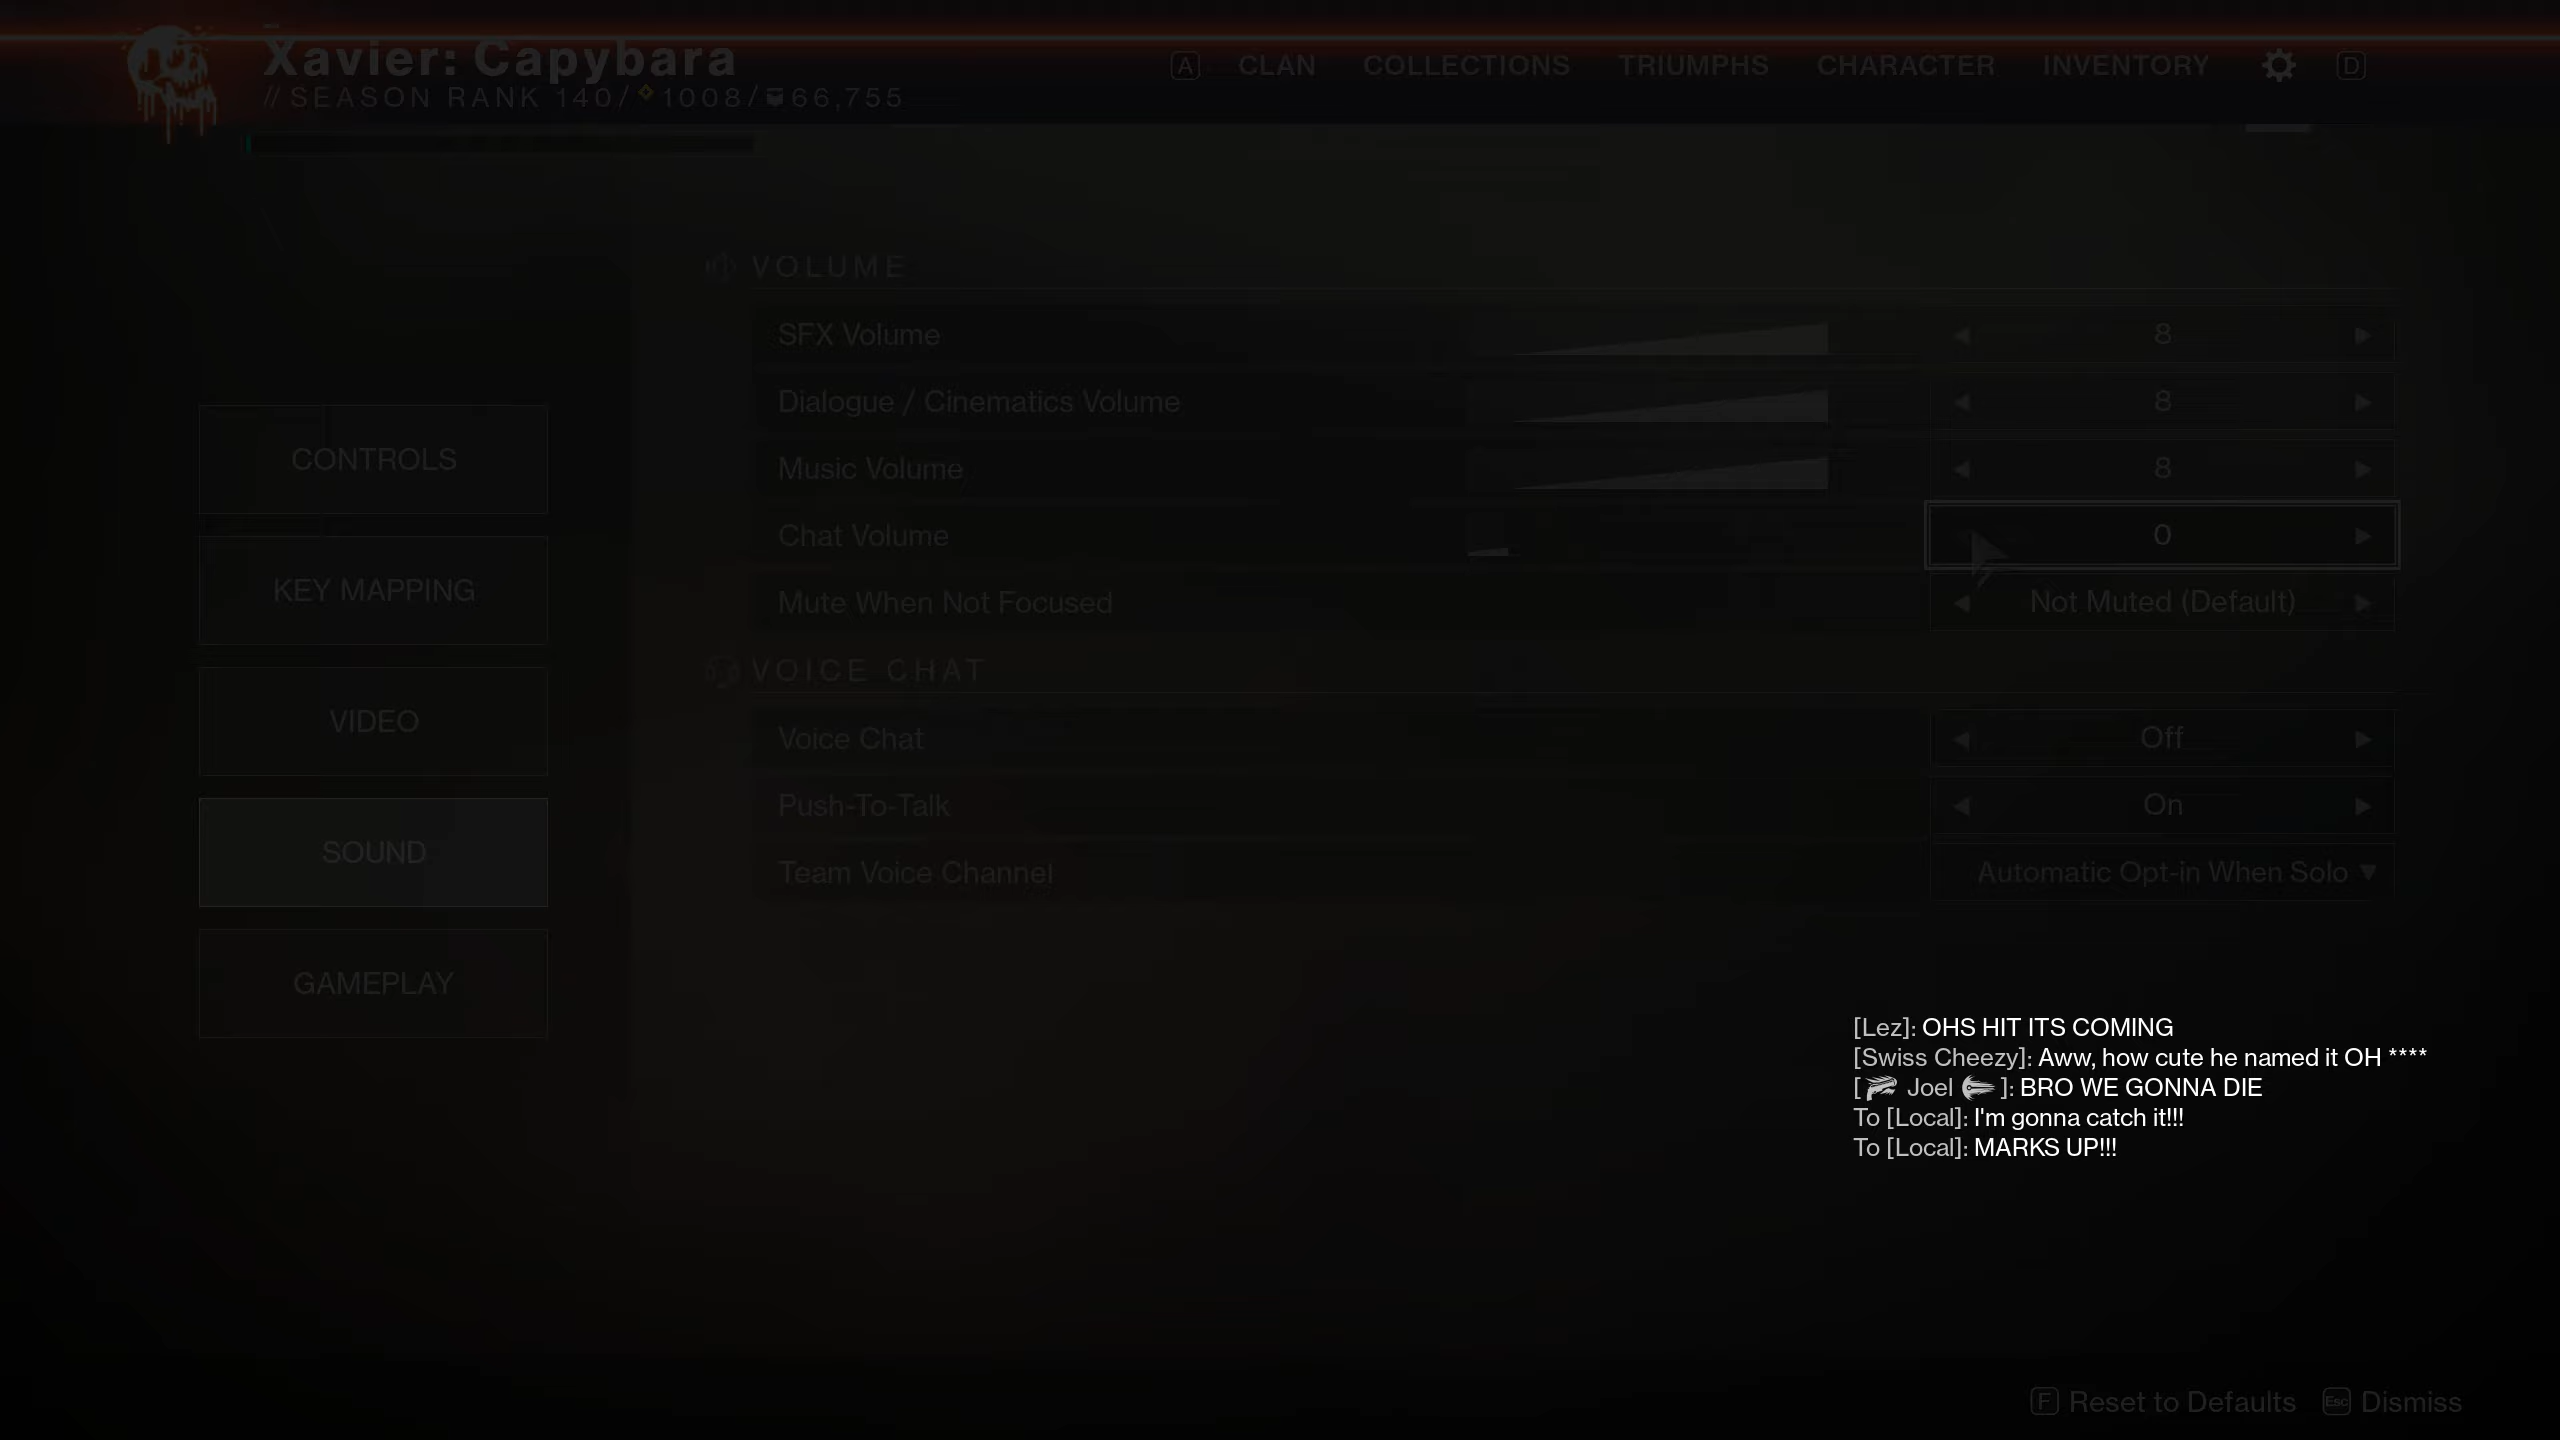 Xavier: Capybara
// SEASON RANK 140/ 1008/ 66,755
A CLAN COLLECTIONS TRIUMPHS CHARACTER INVENTORY D
VOLUME
SFX Volume 8
Dialogue / Cinematics Volume 8
Music Volume 8
Chat Volume 0
Mute When Not Focused Not Muted (Default)
VOICE CHAT
Voice Chat Off
Push-To-Talk On
Team Voice Channel Automatic Opt-in When Solo
CONTROLS
KEY MAPPING
VIDEO
SOUND
GAMEPLAY
[Lez]: OHS HIT ITS COMING
[Swiss Cheezy]: Aww, how cute he named it OH ****
[ Joel ]: BRO WE GONNA DIE
To [Local]: I'm gonna catch it!!!
To [Local]: MARKS UP!!!
F Reset to Defaults Esc Dismiss